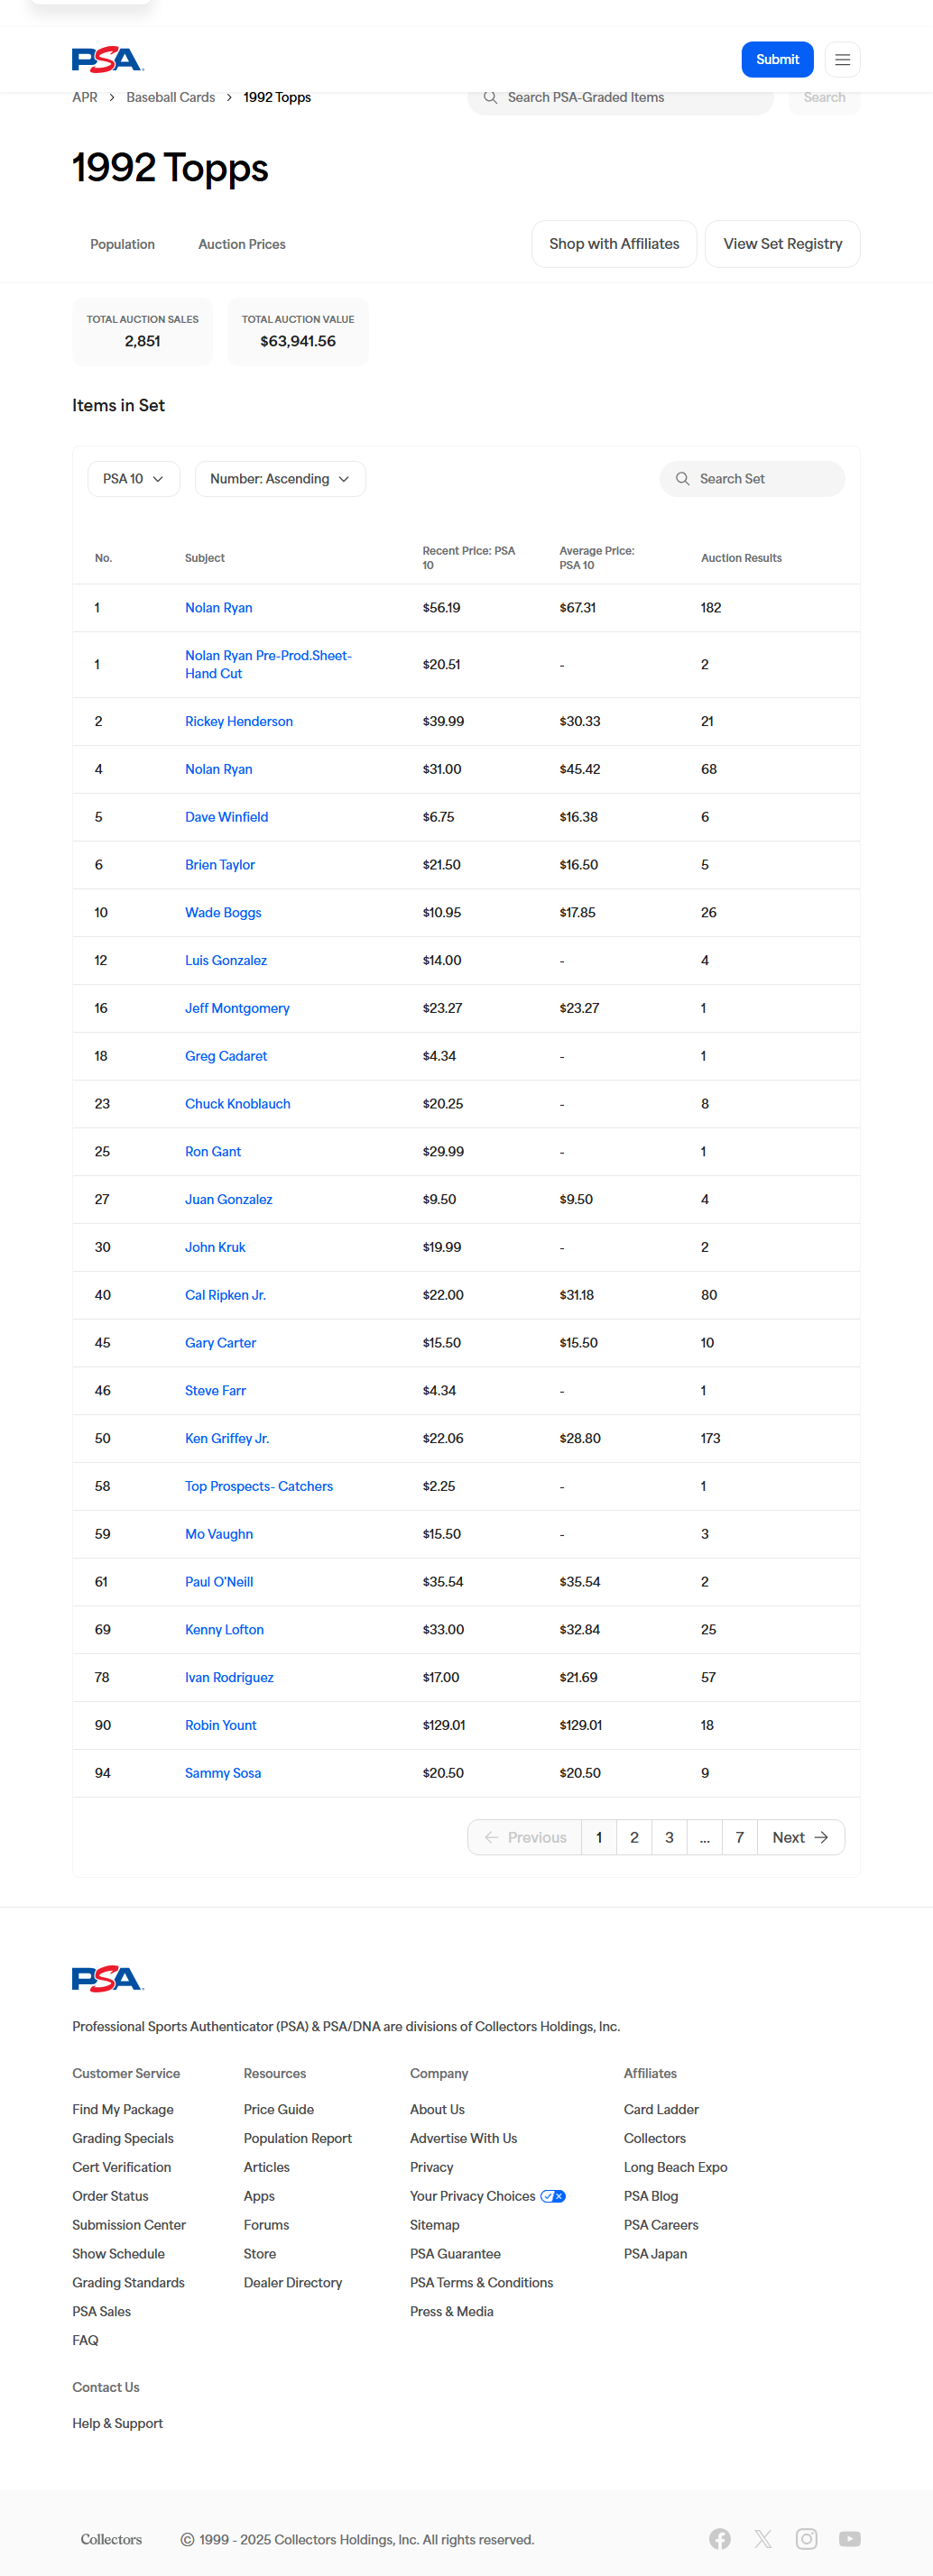 PSA
Submit
APR > Baseball Cards > 1992 Topps
Search PSA-Graded Items
Search
1992 Topps
Population
Auction Prices
Shop with Affiliates
View Set Registry
TOTAL AUCTION SALES
2,851
TOTAL AUCTION VALUE
$63,941.56
Items in Set
PSA 10
Number: Ascending
Search Set
No. Subject Recent Price: PSA 10 Average Price: PSA 10 Auction Results
1 Nolan Ryan $56.19 $67.31 182
1 Nolan Ryan Pre-Prod.Sheet-Hand Cut $20.51 - 2
2 Rickey Henderson $39.99 $30.33 21
4 Nolan Ryan $31.00 $45.42 68
5 Dave Winfield $6.75 $16.38 6
6 Brien Taylor $21.50 $16.50 5
10 Wade Boggs $10.95 $17.85 26
12 Luis Gonzalez $14.00 - 4
16 Jeff Montgomery $23.27 $23.27 1
18 Greg Cadaret $4.34 - 1
23 Chuck Knoblauch $20.25 - 8
25 Ron Gant $29.99 - 1
27 Juan Gonzalez $9.50 $9.50 4
30 John Kruk $19.99 - 2
40 Cal Ripken Jr. $22.00 $31.18 80
45 Gary Carter $15.50 $15.50 10
46 Steve Farr $4.34 - 1
50 Ken Griffey Jr. $22.06 $28.80 173
58 Top Prospects- Catchers $2.25 - 1
59 Mo Vaughn $15.50 - 3
61 Paul O'Neill $35.54 $35.54 2
69 Kenny Lofton $33.00 $32.84 25
78 Ivan Rodriguez $17.00 $21.69 57
90 Robin Yount $129.01 $129.01 18
94 Sammy Sosa $20.50 $20.50 9
Previous 1 2 3 ... 7 Next
PSA
Professional Sports Authenticator (PSA) & PSA/DNA are divisions of Collectors Holdings, Inc.
Customer Service
Find My Package
Grading Specials
Cert Verification
Order Status
Submission Center
Show Schedule
Grading Standards
PSA Sales
FAQ
Resources
Price Guide
Population Report
Articles
Apps
Forums
Store
Dealer Directory
Company
About Us
Advertise With Us
Privacy
Your Privacy Choices
Sitemap
PSA Guarantee
PSA Terms & Conditions
Press & Media
Affiliates
Card Ladder
Collectors
Long Beach Expo
PSA Blog
PSA Careers
PSA Japan
Contact Us
Help & Support
Collectors
© 1999 - 2025 Collectors Holdings, Inc. All rights reserved.